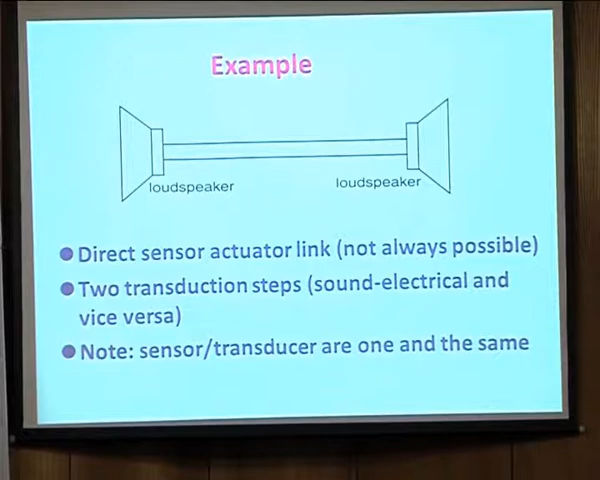 Example
loudspeaker
loudspeaker
Direct sensor actuator link (not always possible)
Two transduction steps (sound-electrical and
vice versa)
Note: sensor/transducer are one and the same